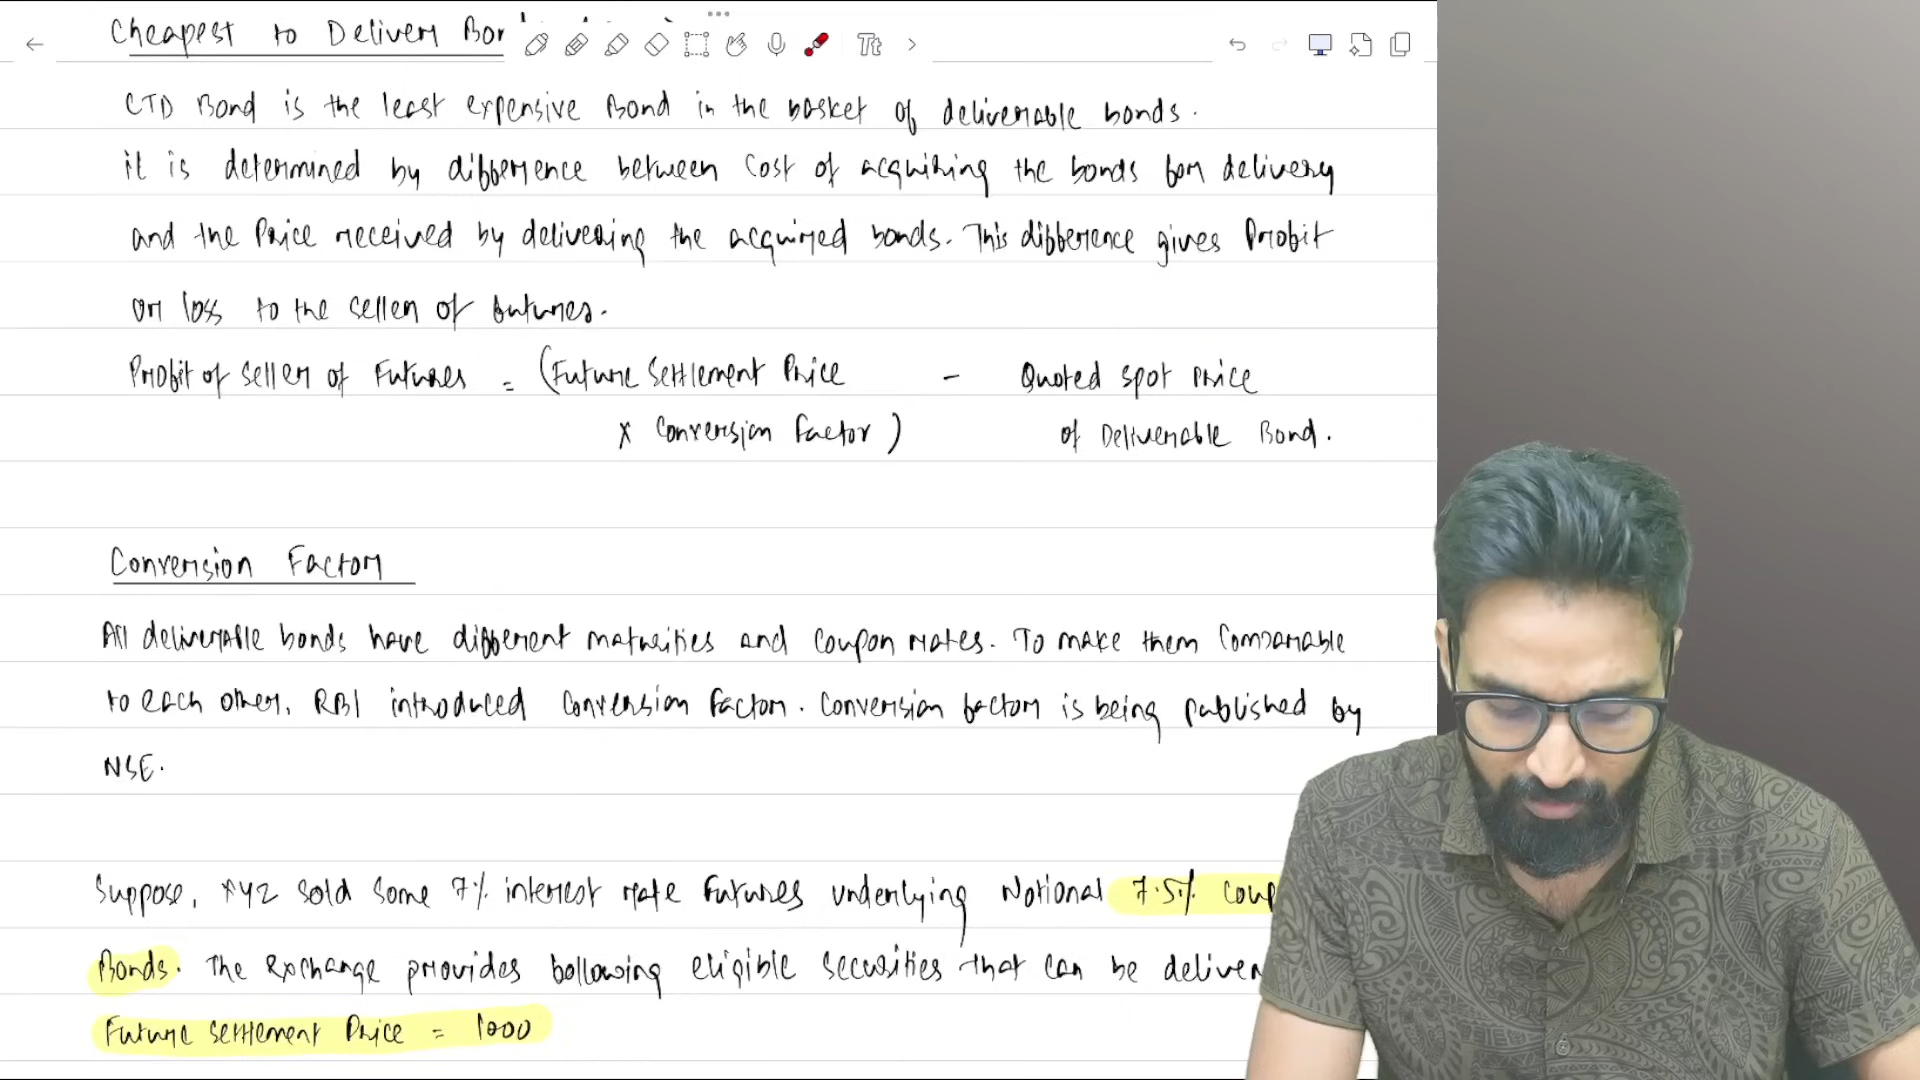 Cheapest to Deliver Bon
Tt
CTD Bond is the least expensive Bond in the basket of deliverable bonds.
it is determined by difference between Cost of acquiring the bonds for delivery
and the Price received by delivering the acquired bonds. This difference gives Profit
or loss to the seller of futures.
Profit of seller of Futures = (Future Settlement Price - Quoted Spot Price
x Conversion Factor) of Deliverable Bond.
Conversion Factor
All deliverable bonds have different maturities and coupon rates. To make them Comparable
to each other, RBI introduced Conversion factor. Conversion factor is being published by
NSE.
Suppose, XYZ sold some 7% interest rate Futures underlying Notional 7.5% coup
Bonds. The Exchange provides following eligible securities that can be deliver
Future Settlement Price = 1000